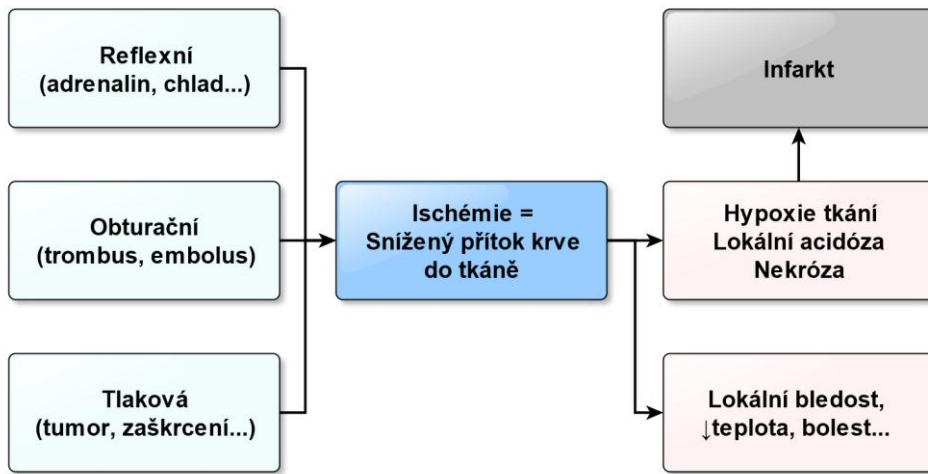 Reflexní
(adrenalin, chlad...)
Obturační
(trombus, embolus)
Tlaková
(tumor, zaškrcení...)
Ischémie =
Snížený přítok krve
do tkáně
Infarkt
Hypoxie tkání
Lokální acidóza
Nekróza
Lokální bledost,
↓teplota, bolest...